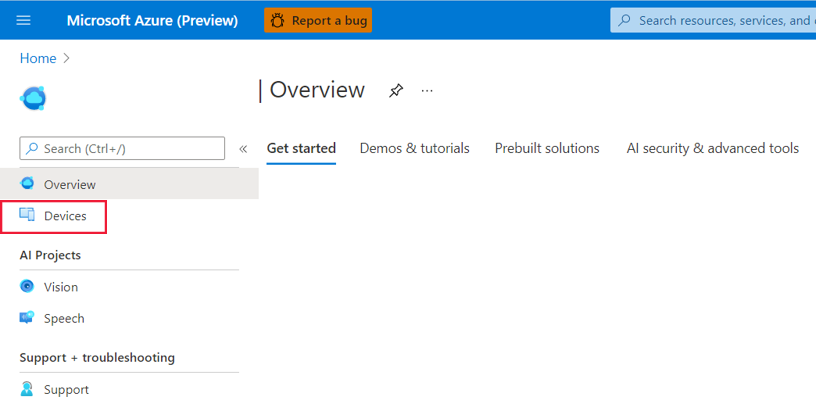 Microsoft Azure (Preview)
Report a bug
Search resources, services, and
Home
Overview
Search (Ctrl+/)
Get started
Demos & tutorials
Prebuilt solutions
AI security & advanced tools
Overview
Devices
AI Projects
Vision
Speech
Support + troubleshooting
Support